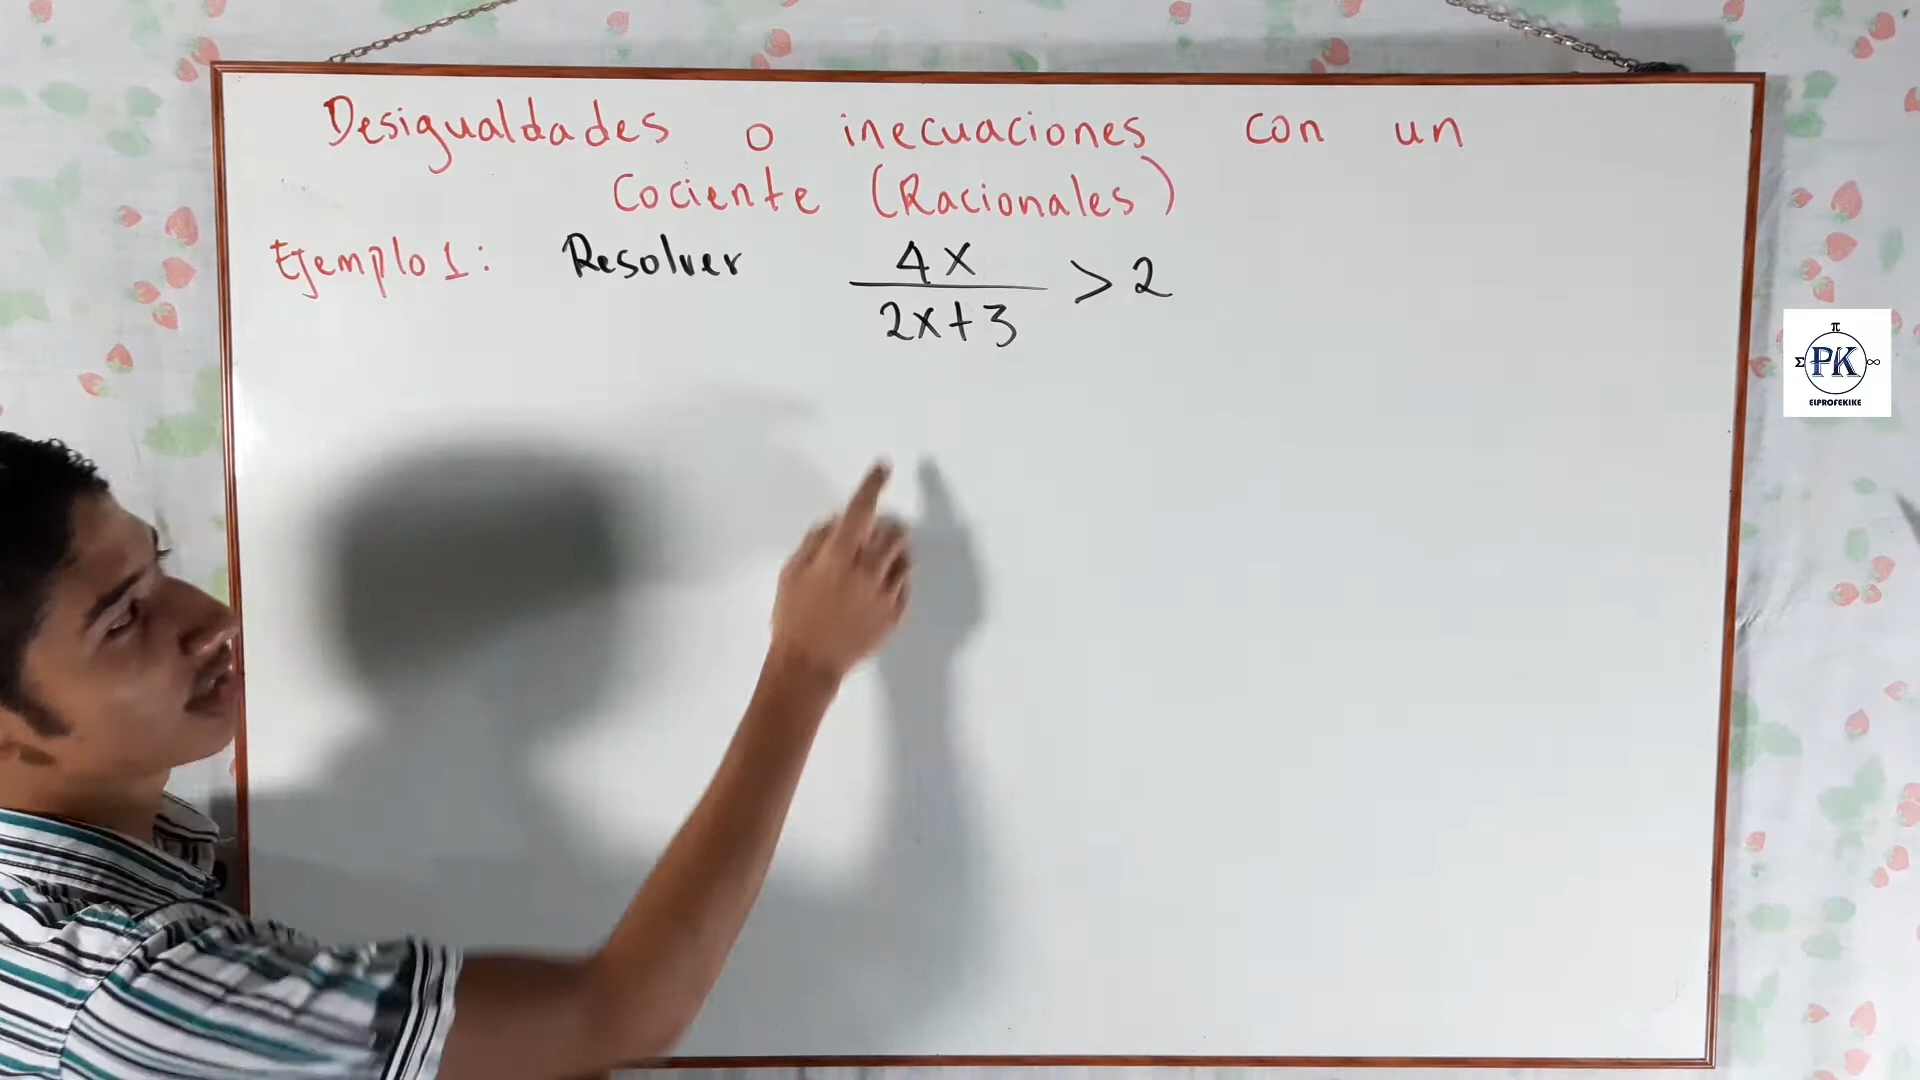 Desigualdades o inecuaciones con un
Cociente (Racionales)
Ejemplo 1: Resolver 4x / 2x+3 > 2
π
Σ PK ∞
ELPROFEKIKE